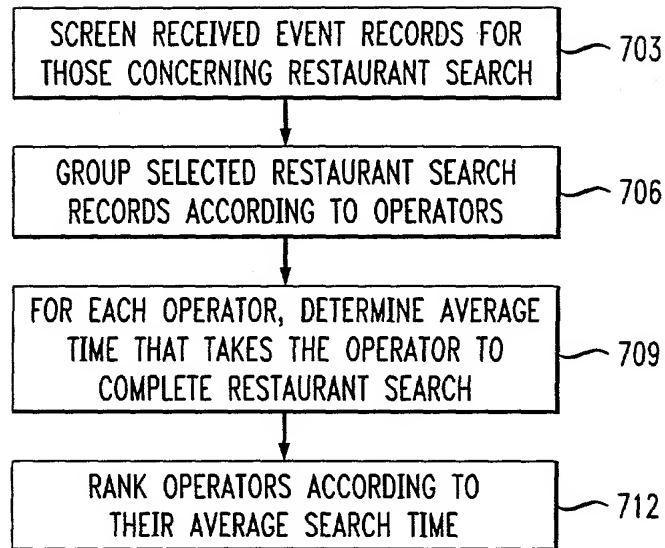 SCREEN RECEIVED EVENT RECORDS FOR
THOSE CONCERNING RESTAURANT SEARCH
703
GROUP SELECTED RESTAURANT SEARCH
RECORDS ACCORDING TO OPERATORS
706
FOR EACH OPERATOR, DETERMINE AVERAGE
TIME THAT TAKES THE OPERATOR TO
COMPLETE RESTAURANT SEARCH
709
RANK OPERATORS ACCORDING TO
THEIR AVERAGE SEARCH TIME
712